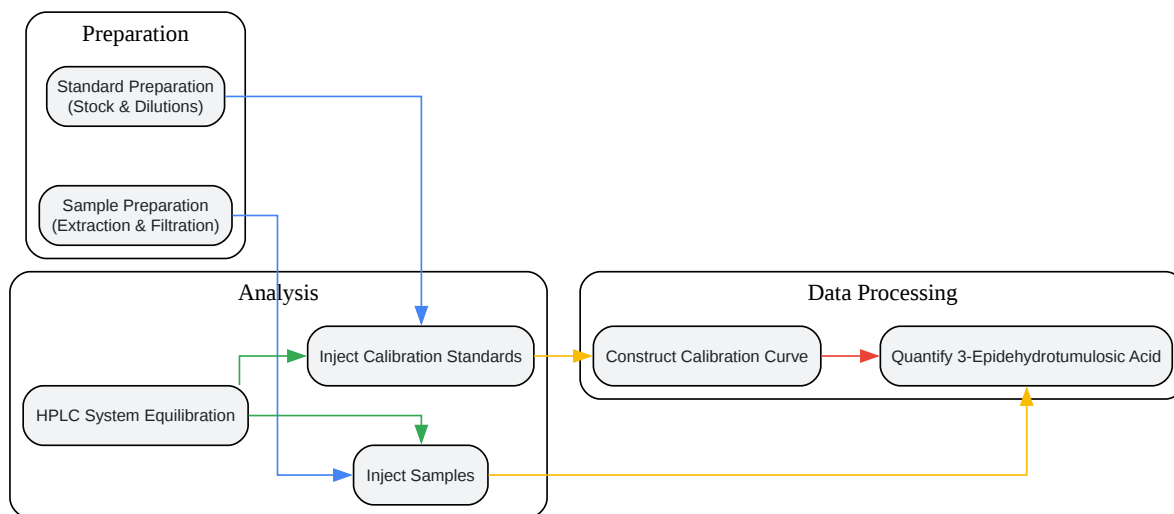 Preparation
Standard Preparation
(Stock & Dilutions)
Sample Preparation
(Extraction & Filtration)
Analysis
Inject Calibration Standards
HPLC System Equilibration
Inject Samples
Data Processing
Construct Calibration Curve
Quantify 3-Epidehydrotumulosic Acid